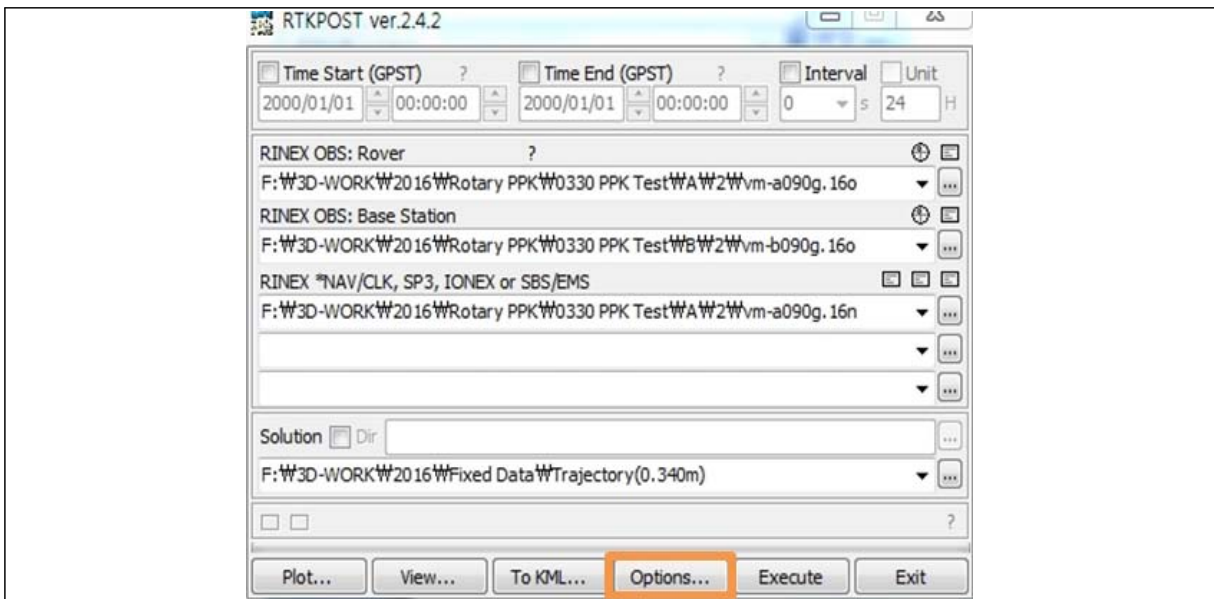 RTKPOST ver.2.4.2
Time Start (GPST) ? Time End (GPST) ? Interval Unit
2000/01/01 00:00:00 2000/01/01 00:00:00 0 s 24 H
RINEX OBS: Rover ?
F:₩3D-WORK₩2016₩Rotary PPK₩0330 PPK Test₩A₩2₩vm-a090g.16o
...
RINEX OBS: Base Station
F:₩3D-WORK₩2016₩Rotary PPK₩0330 PPK Test₩B₩2₩vm-b090g.16o
...
RINEX *NAV/CLK, SP3, IONEX or SBS/EMS
F:₩3D-WORK₩2016₩Rotary PPK₩0330 PPK Test₩A₩2₩vm-a090g.16n
...
...
...
Solution Dir
...
F:₩3D-WORK₩2016₩Fixed Data₩Trajectory(0.340m)
...
?
Plot... View... To KML... Options... Execute Exit